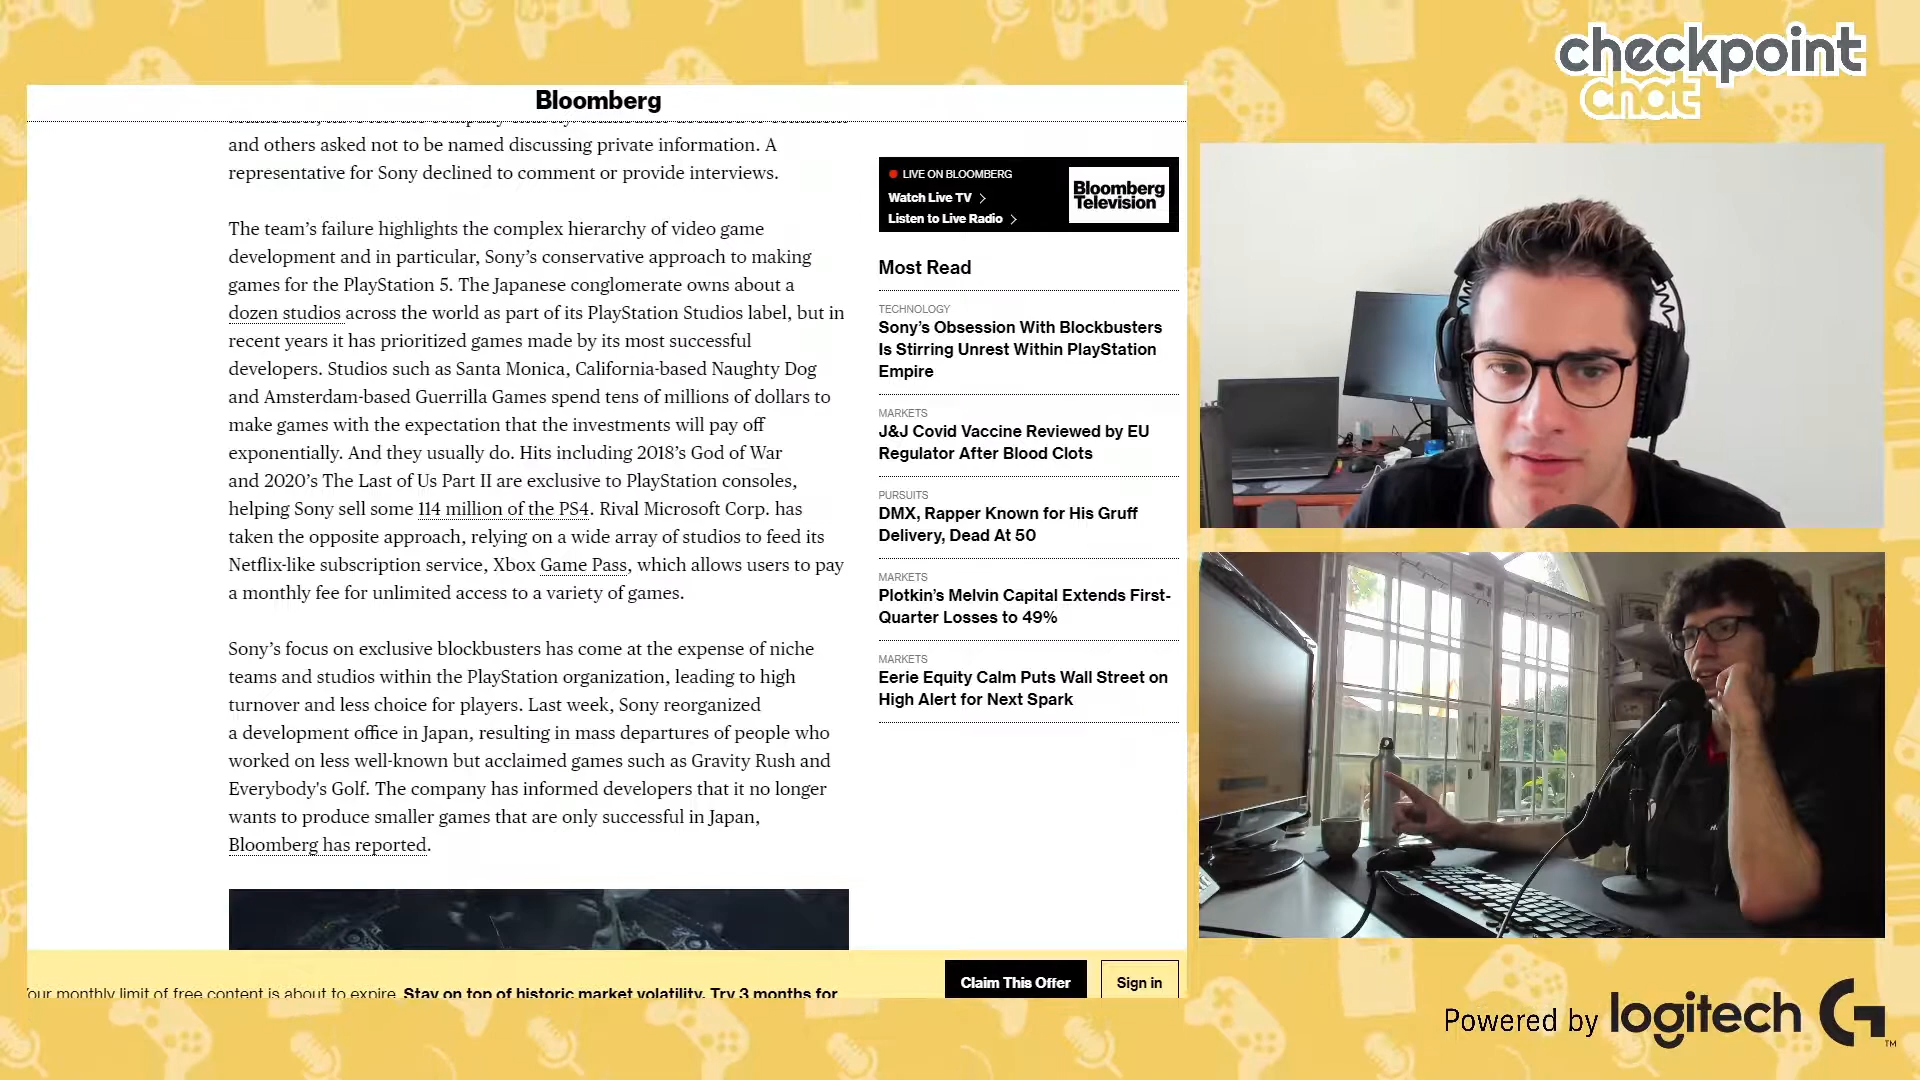 checkpoint
chat
Bloomberg
and others asked not to be named discussing private information. A
representative for Sony declined to comment or provide interviews.
The team’s failure highlights the complex hierarchy of video game
development and in particular, Sony’s conservative approach to making
games for the PlayStation 5. The Japanese conglomerate owns about a
dozen studios across the world as part of its PlayStation Studios label, but in
recent years it has prioritized games made by its most successful
developers. Studios such as Santa Monica, California-based Naughty Dog
and Amsterdam-based Guerrilla Games spend tens of millions of dollars to
make games with the expectation that the investments will pay off
exponentially. And they usually do. Hits including 2018’s God of War
and 2020’s The Last of Us Part II are exclusive to PlayStation consoles,
helping Sony sell some 114 million of the PS4. Rival Microsoft Corp. has
taken the opposite approach, relying on a wide array of studios to feed its
Netflix-like subscription service, Xbox Game Pass, which allows users to pay
a monthly fee for unlimited access to a variety of games.
Sony’s focus on exclusive blockbusters has come at the expense of niche
teams and studios within the PlayStation organization, leading to high
turnover and less choice for players. Last week, Sony reorganized
a development office in Japan, resulting in mass departures of people who
worked on less well-known but acclaimed games such as Gravity Rush and
Everybody's Golf. The company has informed developers that it no longer
wants to produce smaller games that are only successful in Japan,
Bloomberg has reported.
LIVE ON BLOOMBERG
Watch Live TV
Listen to Live Radio
Bloomberg
Television
Most Read
TECHNOLOGY
Sony’s Obsession With Blockbusters
Is Stirring Unrest Within PlayStation
Empire
MARKETS
J&J Covid Vaccine Reviewed by EU
Regulator After Blood Clots
PURSUITS
DMX, Rapper Known for His Gruff
Delivery, Dead At 50
MARKETS
Plotkin’s Melvin Capital Extends First-
Quarter Losses to 49%
MARKETS
Eerie Equity Calm Puts Wall Street on
High Alert for Next Spark
Your monthly limit of free content is about to expire. Stay on top of historic market volatility. Try 3 months for
Claim This Offer
Sign in
Powered by logitech G
TM